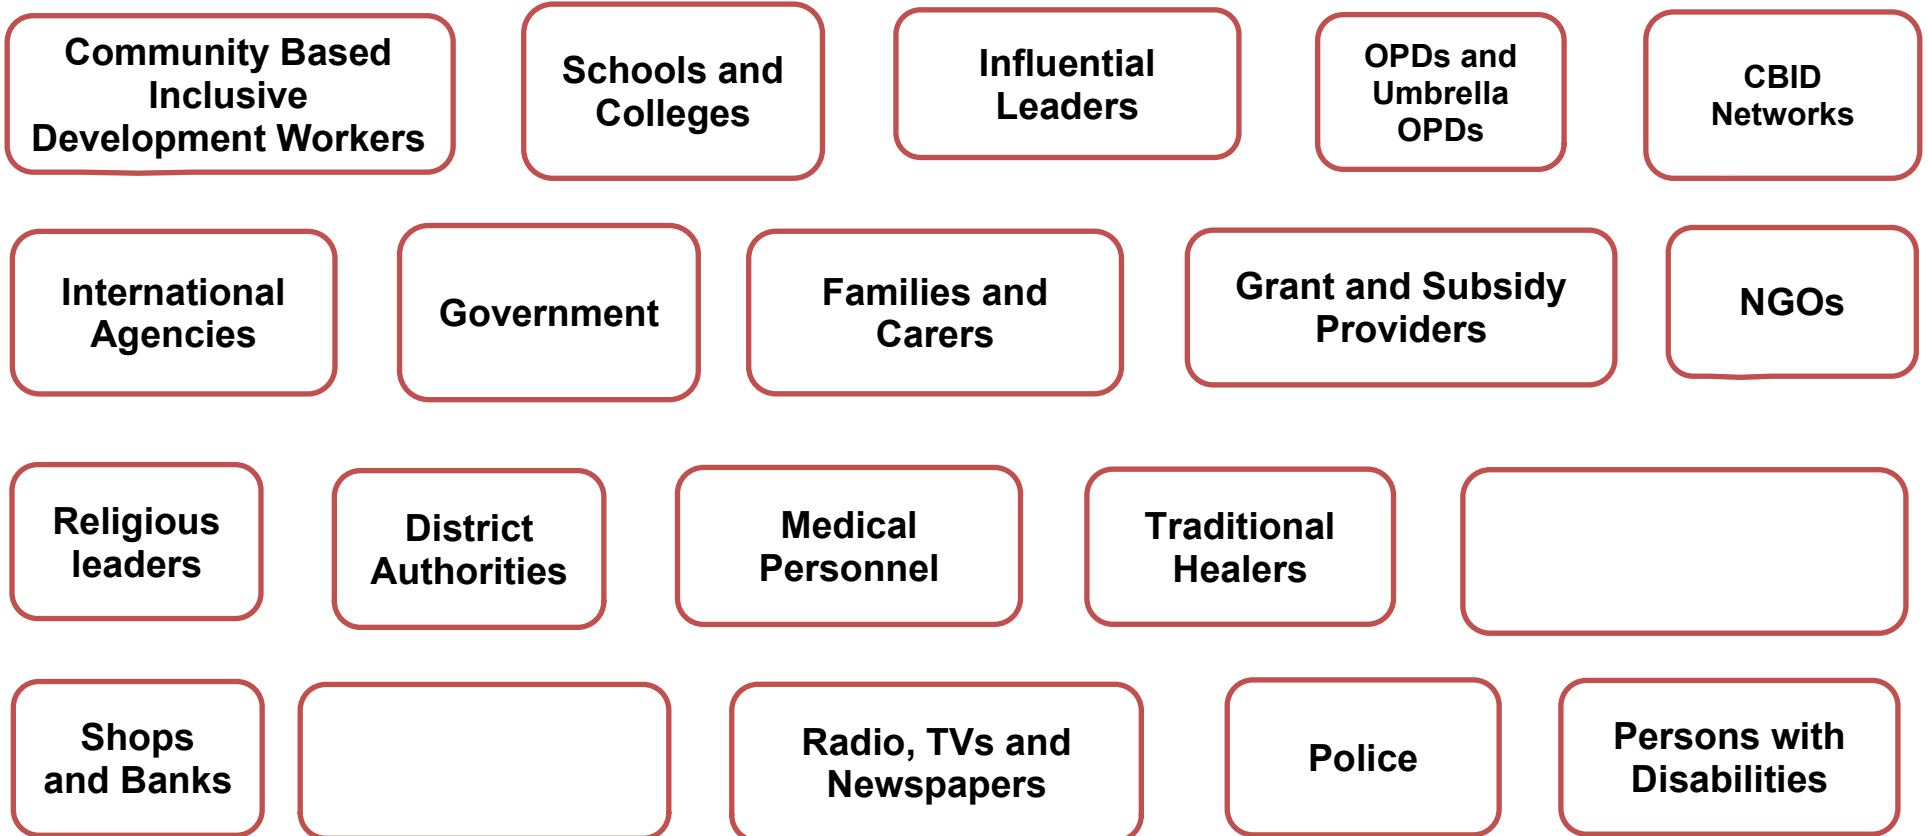 Community Based
Inclusive
Development Workers
Schools and
Colleges
Influential
Leaders
OPDs and
Umbrella
OPDs
CBID
Networks
International
Agencies
Government
Families and
Carers
Grant and Subsidy
Providers
NGOs
Religious
leaders
District
Authorities
Medical
Personnel
Traditional
Healers
Shops
and Banks
Radio, TVs and
Newspapers
Police
Persons with
Disabilities